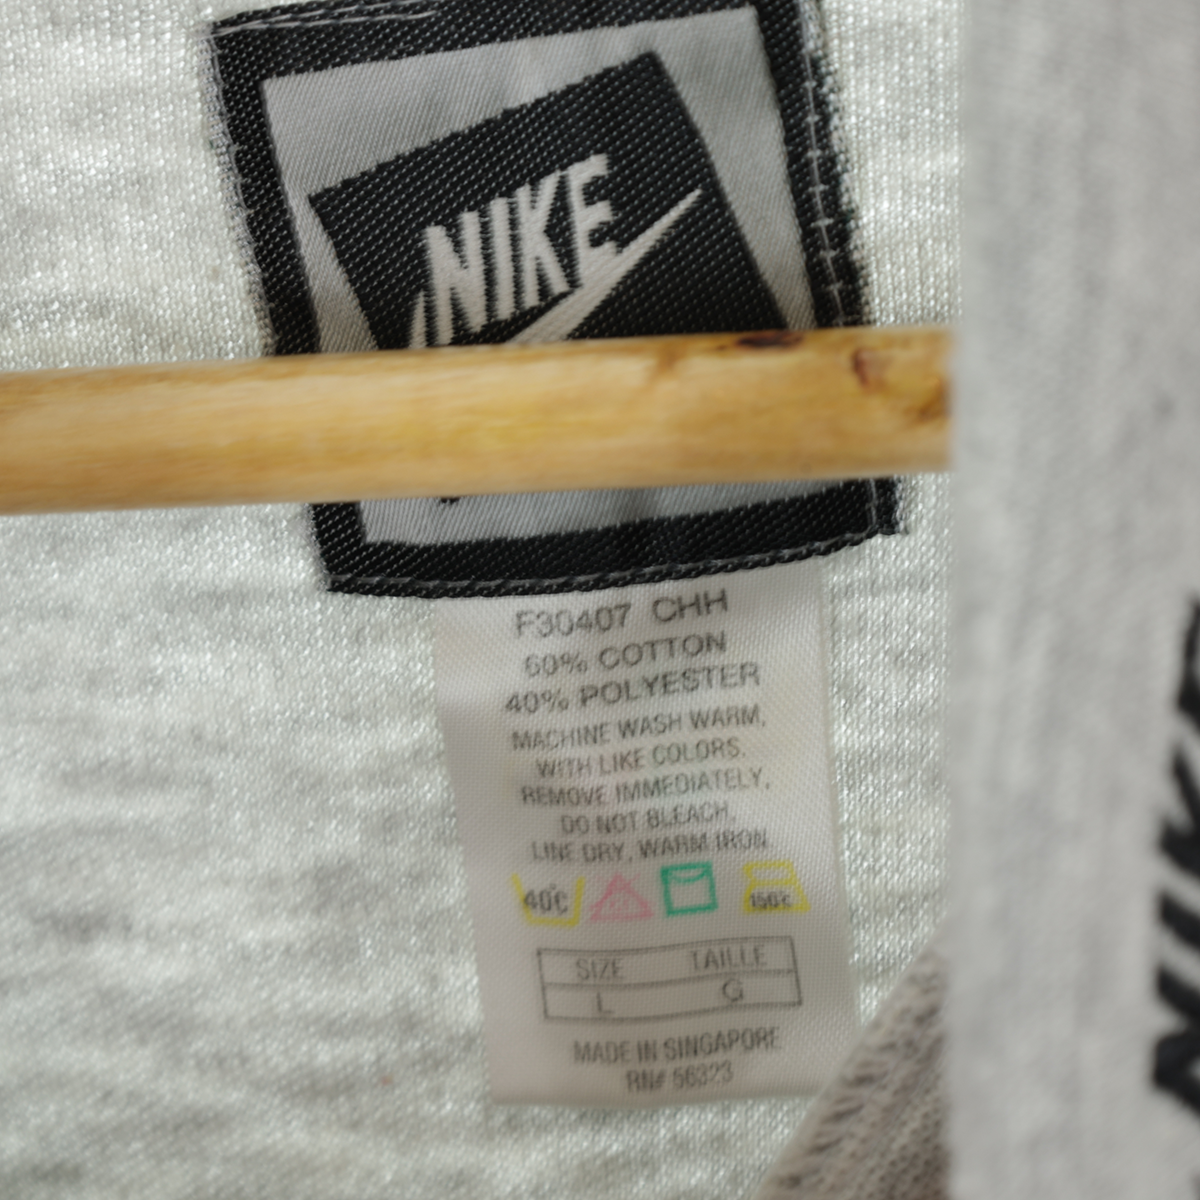 NIKE
F30407 CHH
60% COTTON
40% POLYESTER
MACHINE WASH WARM,
WITH LIKE COLORS.
REMOVE IMMEDIATELY,
DO NOT BLEACH.
LINE DRY, WARM IRON.
40°C 150°C
SIZE TAILLE
L G
MADE IN SINGAPORE
RN# 56323
NIKE